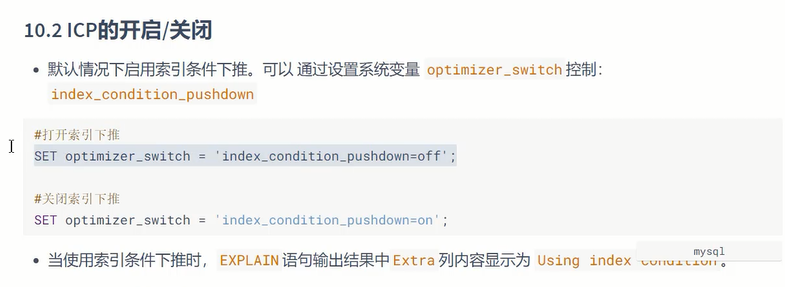 10.2 ICP的开启/关闭
• 默认情况下启用索引条件下推。可以 通过设置系统变量 optimizer_switch 控制：
index_condition_pushdown
#打开索引下推
SET optimizer_switch = 'index_condition_pushdown=off';
#关闭索引下推
SET optimizer_switch = 'index_condition_pushdown=on';
mysql
• 当使用索引条件下推时， EXPLAIN 语句输出结果中 Extra 列内容显示为 Using index condition 。